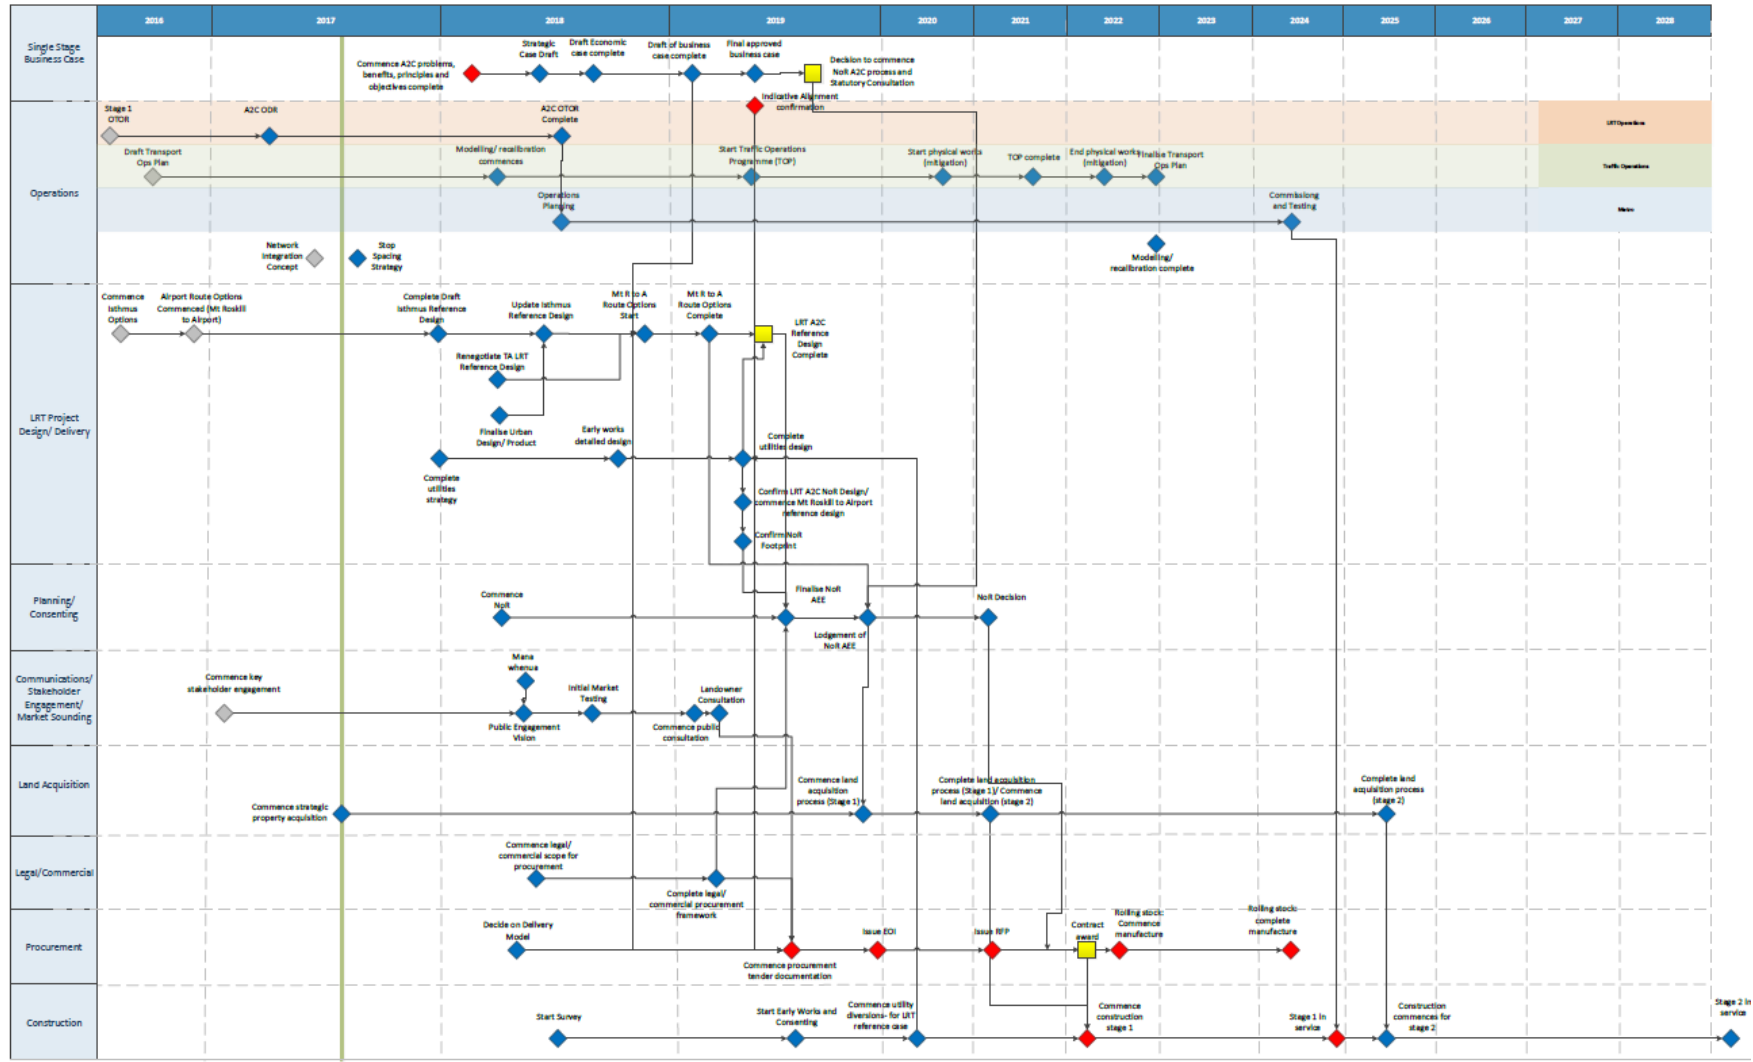 2016
2017
2018
2019
2020
2021
2022
2023
2024
2025
2026
2027
2028
Single Stage
Business Case
Commence A2C problems,
benefits, principles and
objectives complete
Strategic
Case Draft
Draft Economic
case complete
Draft of business
case complete
Final approved
business case
Decision to commence
NoR A2C process and
Statutory Consultation
Indicative Alignment
confirmation
Operations
Stage 1
OTOR
A2C ODR
A2C OTOR
Complete
LRT Operations
Draft Transport
Ops Plan
Modelling/ recalibration
commences
Start Traffic Operations
Programme (TOP)
Start physical works
(mitigation)
TOP complete
End physical works
(mitigation)
Finalise Transport
Ops Plan
Traffic Operations
Operations
Planning
Commissiong
and Testing
Metro
Network
Integration
Concept
Stop
Spacing
Strategy
Modelling/
recalibration complete
LRT Project
Design/ Delivery
Commence
Isthmus
Options
Airport Route Options
Commenced (Mt Roskill
to Airport)
Complete Draft
Isthmus Reference
Design
Update Isthmus
Reference Design
Mt R to A
Route Options
Start
Mt R to A
Route Options
Complete
LRT A2C
Reference
Design
Complete
Renegotiate TA LRT
Reference Design
Finalise Urban
Design/ Product
Early works
detailed design
Complete
utilities design
Complete
utilities
strategy
Confirm LRT A2C NoR Design/
commence Mt Roskill to Airport
reference design
Confirm NoR
Footprint
Planning/
Consenting
Commence
NoR
Finalise NoR
AEE
Lodgement of
NoR AEE
NoR Decision
Communications/
Stakeholder
Engagement/
Market Sounding
Commence key
stakeholder engagement
Mana
whenua
Public Engagement
Vision
Initial Market
Testing
Commence public
consultation
Landowner
Consultation
Land Acquisition
Commence strategic
property acquisition
Commence land
acquisition
process (Stage 1)
Complete land acquisition
process (Stage 1)/ Commence
land acquisition (stage 2)
Complete land
acquisition process
(stage 2)
Legal/Commercial
Commence legal/
commercial scope for
procurement
Complete legal/
commercial procurement
framework
Procurement
Decide on Delivery
Model
Commence procurement
tender documentation
Issue EOI
Issue RFP
Contract
award
Rolling stock:
Commence
manufacture
Rolling stock:
complete
manufacture
Construction
Start Survey
Start Early Works and
Consenting
Commence utility
diversions- for LRT
reference case
Commence
construction
stage 1
Stage 1 in
service
Construction
commences for
stage 2
Stage 2 in
service